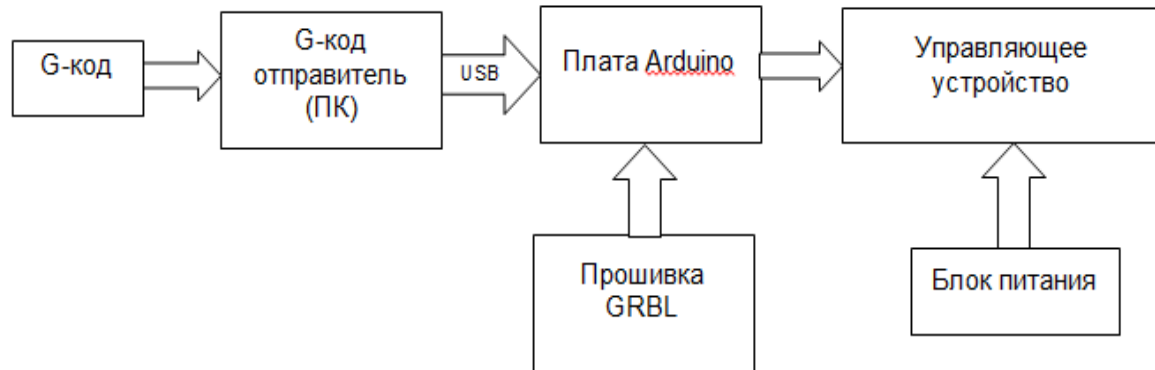 G-код
G-код
отправитель
(ПК)
USB
Плата Arduino
Управляющее
устройство
Прошивка
GRBL
Блок питания